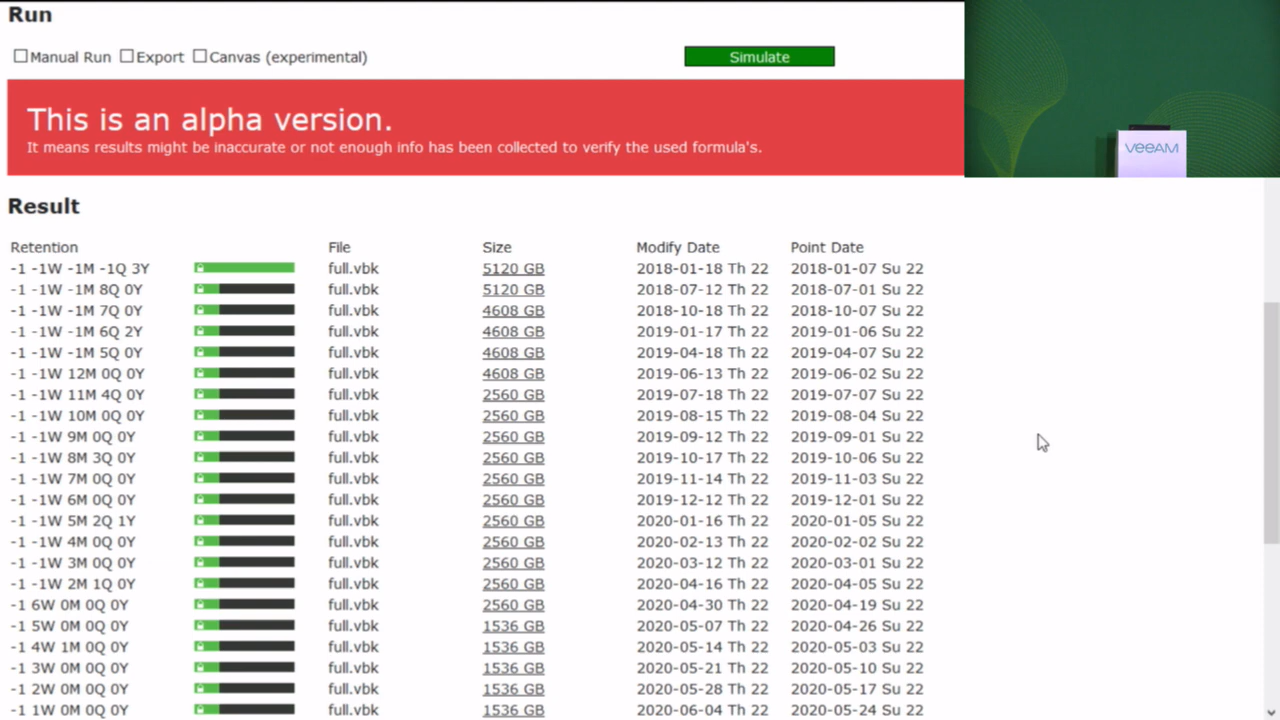 Run
Manual Run Export Canvas (experimental) Simulate
This is an alpha version.
It means results might be inaccurate or not enough info has been collected to verify the used formula's.
veeAM
Result
Retention File Size Modify Date Point Date
-1 -1W -1M -1Q 3Y full.vbk 5120 GB 2018-01-18 Th 22 2018-01-07 Su 22
-1 -1W -1M 8Q 0Y full.vbk 5120 GB 2018-07-12 Th 22 2018-07-01 Su 22
-1 -1W -1M 7Q 0Y full.vbk 4608 GB 2018-10-18 Th 22 2018-10-07 Su 22
-1 -1W -1M 6Q 2Y full.vbk 4608 GB 2019-01-17 Th 22 2019-01-06 Su 22
-1 -1W -1M 5Q 0Y full.vbk 4608 GB 2019-04-18 Th 22 2019-04-07 Su 22
-1 -1W 12M 0Q 0Y full.vbk 4608 GB 2019-06-13 Th 22 2019-06-02 Su 22
-1 -1W 11M 4Q 0Y full.vbk 2560 GB 2019-07-18 Th 22 2019-07-07 Su 22
-1 -1W 10M 0Q 0Y full.vbk 2560 GB 2019-08-15 Th 22 2019-08-04 Su 22
-1 -1W 9M 0Q 0Y full.vbk 2560 GB 2019-09-12 Th 22 2019-09-01 Su 22
-1 -1W 8M 3Q 0Y full.vbk 2560 GB 2019-10-17 Th 22 2019-10-06 Su 22
-1 -1W 7M 0Q 0Y full.vbk 2560 GB 2019-11-14 Th 22 2019-11-03 Su 22
-1 -1W 6M 0Q 0Y full.vbk 2560 GB 2019-12-12 Th 22 2019-12-01 Su 22
-1 -1W 5M 2Q 1Y full.vbk 2560 GB 2020-01-16 Th 22 2020-01-05 Su 22
-1 -1W 4M 0Q 0Y full.vbk 2560 GB 2020-02-13 Th 22 2020-02-02 Su 22
-1 -1W 3M 0Q 0Y full.vbk 2560 GB 2020-03-12 Th 22 2020-03-01 Su 22
-1 -1W 2M 1Q 0Y full.vbk 2560 GB 2020-04-16 Th 22 2020-04-05 Su 22
-1 6W 0M 0Q 0Y full.vbk 2560 GB 2020-04-30 Th 22 2020-04-19 Su 22
-1 5W 0M 0Q 0Y full.vbk 1536 GB 2020-05-07 Th 22 2020-04-26 Su 22
-1 4W 1M 0Q 0Y full.vbk 1536 GB 2020-05-14 Th 22 2020-05-03 Su 22
-1 3W 0M 0Q 0Y full.vbk 1536 GB 2020-05-21 Th 22 2020-05-10 Su 22
-1 2W 0M 0Q 0Y full.vbk 1536 GB 2020-05-28 Th 22 2020-05-17 Su 22
-1 1W 0M 0Q 0Y full.vbk 1536 GB 2020-06-04 Th 22 2020-05-24 Su 22